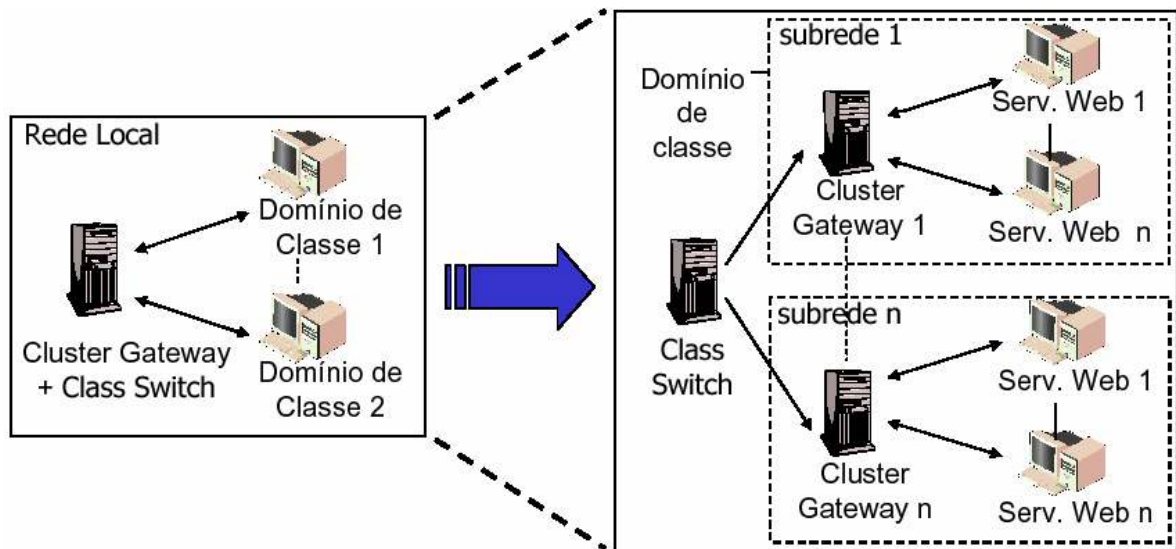 Rede Local
Domínio de
Classe 1
Cluster Gateway
+ Class Switch
Domínio de
Classe 2
subrede 1
Domínio
de
classe
Serv. Web 1
Cluster
Gateway 1
Serv. Web n
Class
Switch
subrede n
Serv. Web 1
Cluster
Gateway n
Serv. Web n